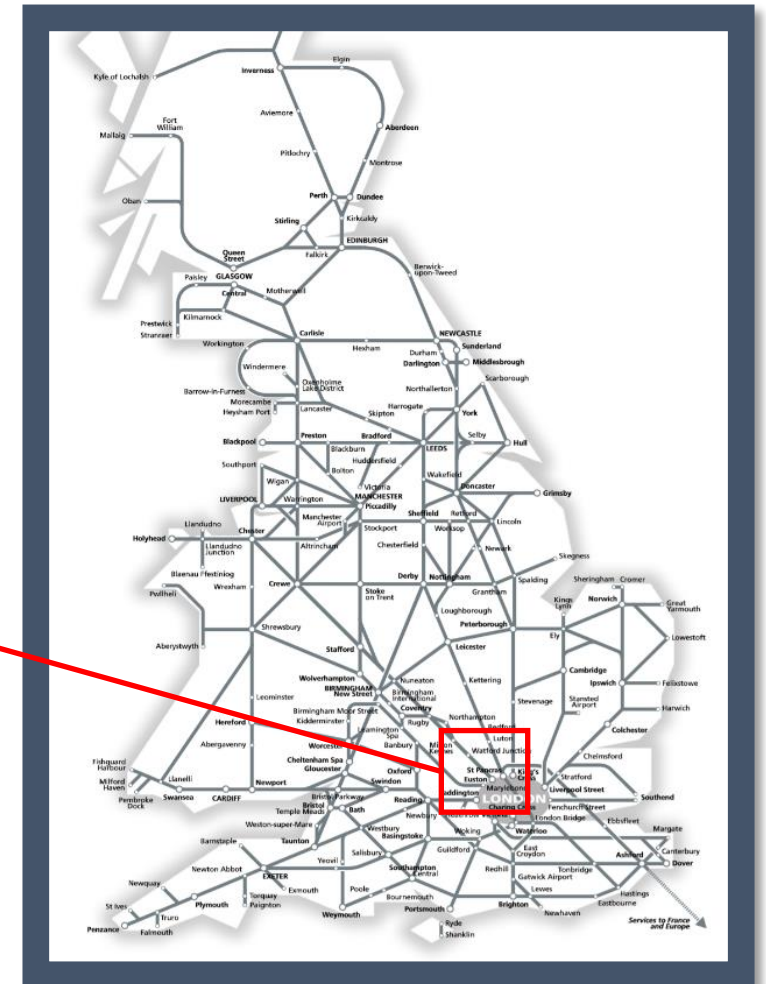 Elgin
Inverness
Kyle of Lochalsh
Aviemore
Fort
William
Mallaig
Aberdeen
Pitlochry
Montrose
Perth
Dundee
Oban
Stirling
Kirkcaldy
EDINBURGH
Queen
Street
Falkirk
Berwick-
upon-Tweed
Paisley
GLASGOW
Central
Motherwell
Prestwick
Kilmarnock
Stranraer
Carlisle
NEWCASTLE
Workington
Hexham
Durham
Sunderland
Darlington
Middlesbrough
Windermere
Scarborough
Oxenholme
Lake District
Northallerton
Barrow-in-Furness
Morecambe
Heysham Port
Lancaster
Harrogate
York
Skipton
Blackpool
Preston
Bradford
LEEDS
Selby
Hull
Blackburn
Huddersfield
Southport
Bolton
Wakefield
Wigan
Victoria
MANCHESTER
Piccadilly
Doncaster
Grimsby
LIVERPOOL
Warrington
Manchester
Airport
Sheffield
Retford
Lincoln
Llandudno
Stockport
Worksop
Holyhead
Chester
Llandudno
Junction
Altrincham
Chesterfield
Newark
Skegness
Blaenau Ffestiniog
Wrexham
Crewe
Stoke
on Trent
Derby
Nottingham
Grantham
Spalding
Sheringham
Cromer
Pwllheli
Kings
Lynn
Norwich
Great
Yarmouth
Loughborough
Peterborough
Shrewsbury
Ely
Lowestoft
Aberystwyth
Stafford
Leicester
Wolverhampton
Nuneaton
Kettering
Cambridge
Ipswich
Felixstowe
BIRMINGHAM
New Street
Birmingham
International
Leominster
Stevenage
Stansted
Airport
Harwich
Birmingham Moor Street
Coventry
Kidderminster
Rugby
Northampton
Hereford
Leamington
Spa
Bedford
Colchester
Worcester
Banbury
Milton
Keynes
Luton
Abergavenny
Watford Junction
Chelmsford
Cheltenham Spa
Gloucester
Fishguard
Harbour
Oxford
St Pancras
King's
Cross
Euston
Stratford
Milford
Haven
Llanelli
Newport
Swindon
Marylebone
Liverpool Street
Pembroke
Dock
Swansea
CARDIFF
Bristol Parkway
Paddington
LONDON
Southend
Bristol
Temple Meads
Bath
Reading
Charing Cross
Fenchurch Street
Newbury
Victoria
London Bridge
Ebbsfleet
Weston-super-Mare
Westbury
Basingstoke
Woking
Waterloo
Margate
Barnstaple
Taunton
Guildford
East
Croydon
Canterbury
Yeovil
Salisbury
Ashford
Dover
Newton Abbot
Southampton
Central
Redhill
Tonbridge
EXETER
Gatwick Airport
Newquay
Exmouth
Poole
Lewes
Hastings
Torquay
Paignton
Bournemouth
Eastbourne
St Ives
Plymouth
Weymouth
Portsmouth
Brighton
Newhaven
Truro
Penzance
Falmouth
Ryde
Shanklin
Services to France
and Europe